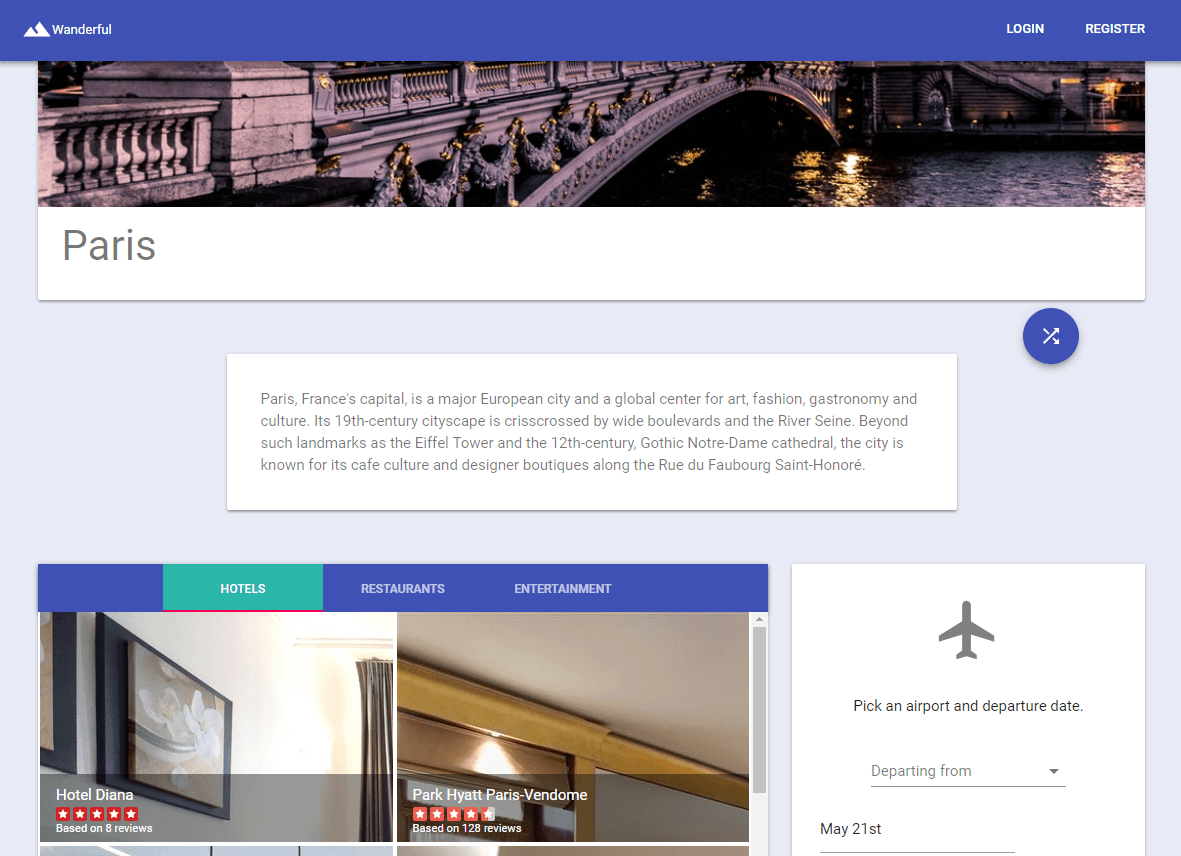 Wanderful
LOGIN
REGISTER
Paris
Paris, France's capital, is a major European city and a global center for art, fashion, gastronomy and
culture. Its 19th-century cityscape is crisscrossed by wide boulevards and the River Seine. Beyond
such landmarks as the Eiffel Tower and the 12th-century, Gothic Notre-Dame cathedral, the city is
known for its cafe culture and designer boutiques along the Rue du Faubourg Saint-Honoré.
HOTELS
RESTAURANTS
ENTERTAINMENT
Hotel Diana
Based on 8 reviews
Park Hyatt Paris-Vendome
Based on 128 reviews
Pick an airport and departure date.
Departing from
May 21st